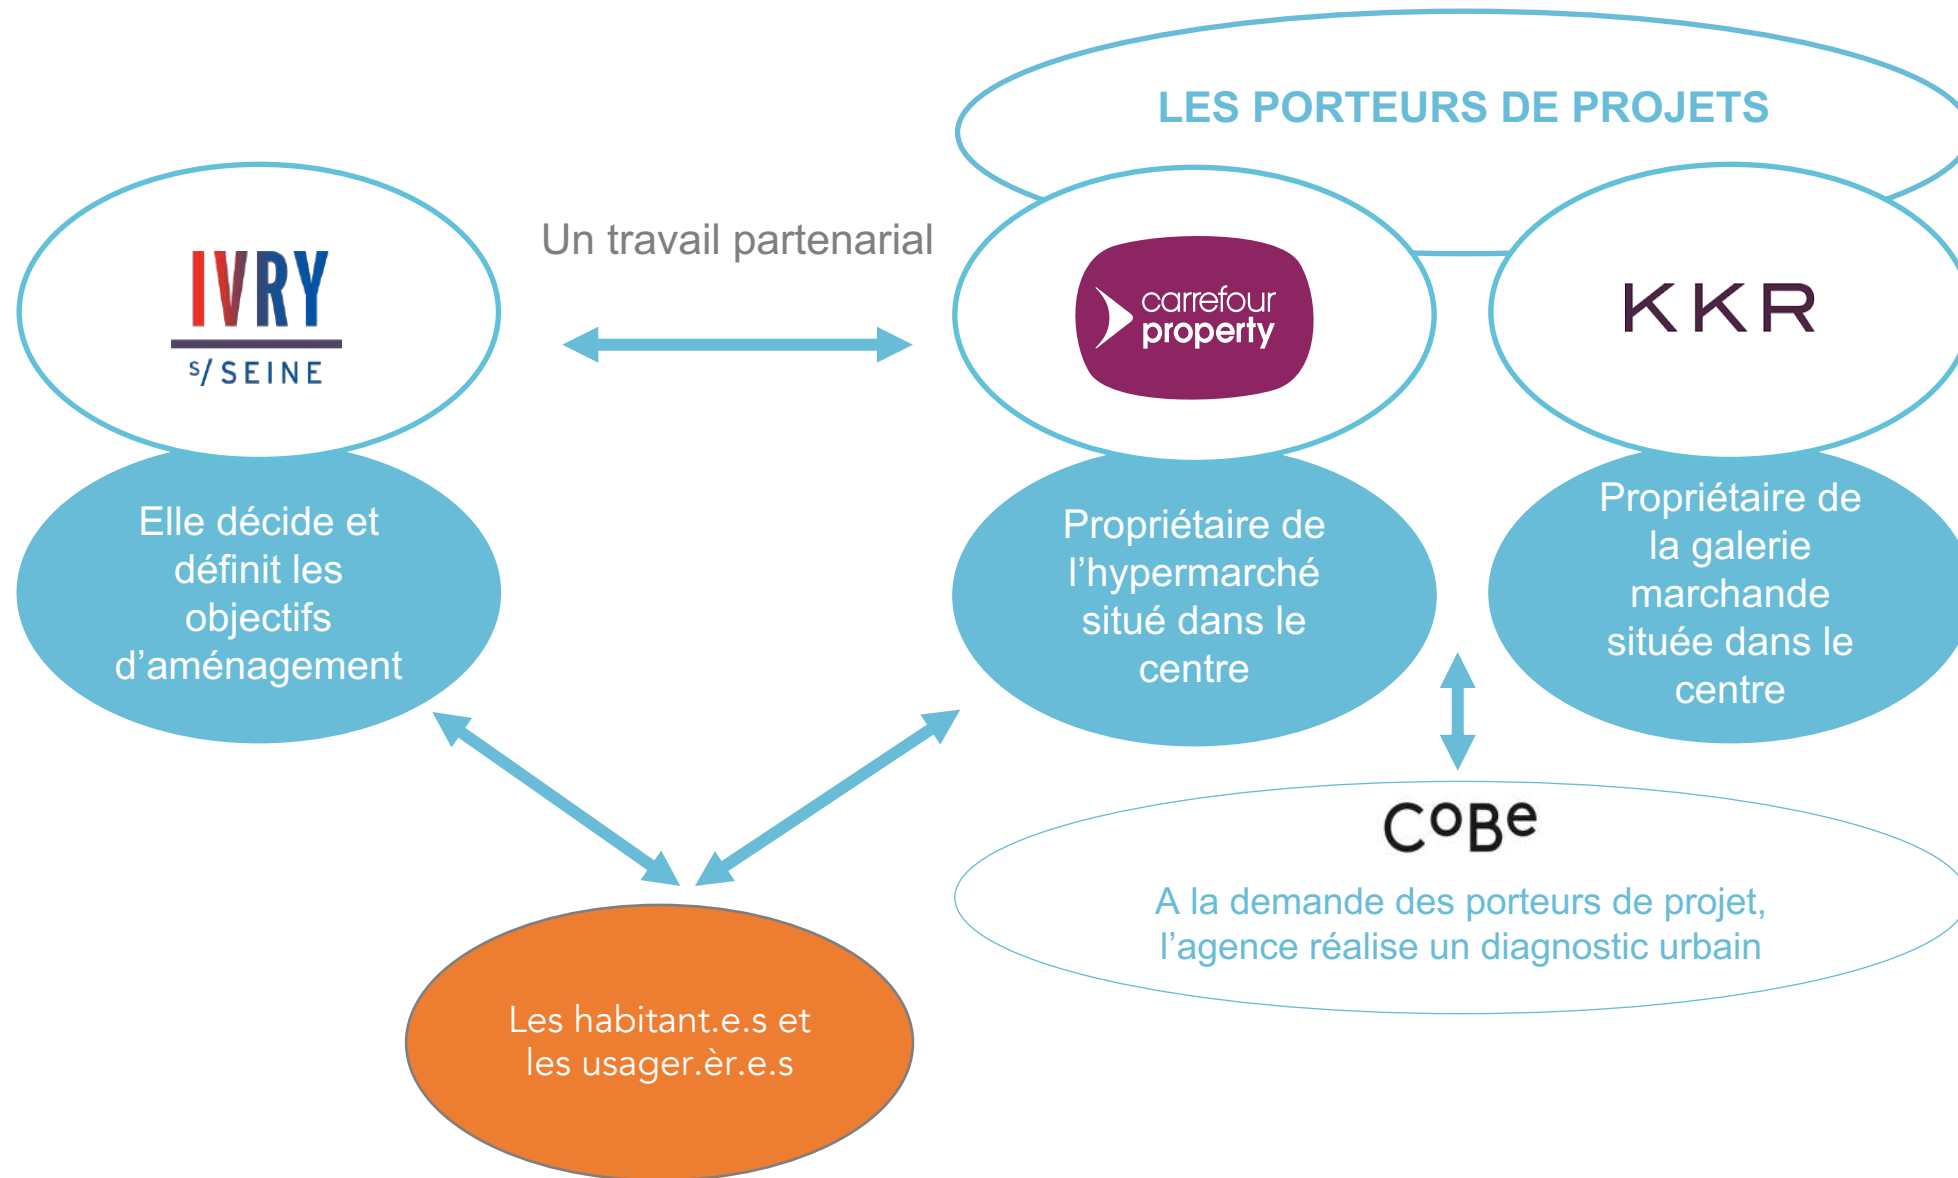 LES PORTEURS DE PROJETS
IVRY
s/ SEINE
Un travail partenarial
carrefour
property
KKR
Elle décide et
définit les
objectifs
d’aménagement
Propriétaire de
l’hypermarché
situé dans le
centre
Propriétaire de
la galerie
marchande
située dans le
centre
CoBe
A la demande des porteurs de projet,
l’agence réalise un diagnostic urbain
Les habitant.e.s et
les usager.èr.e.s